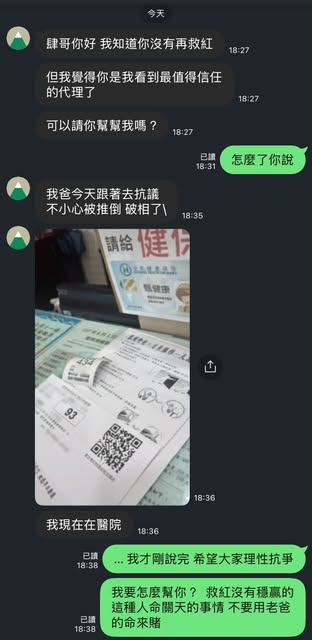 今天
肆哥你好 我知道你沒有再救紅
18:27
但我覺得你是我看到最值得信任
的代理了
18:27
可以請你幫幫我嗎？
18:27
怎麼了你說
已讀
18:31
我爸今天跟著去抗議
不小心被推倒 破相了\
18:35
請給
健保
甄健康
434
93
18:36
我現在在醫院
18:36
... 我才剛說完 希望大家理性抗爭
已讀
18:38
我要怎麼幫你？ 救紅沒有穩贏的
這種人命關天的事情 不要用老爸
的命來賭
已讀
18:38